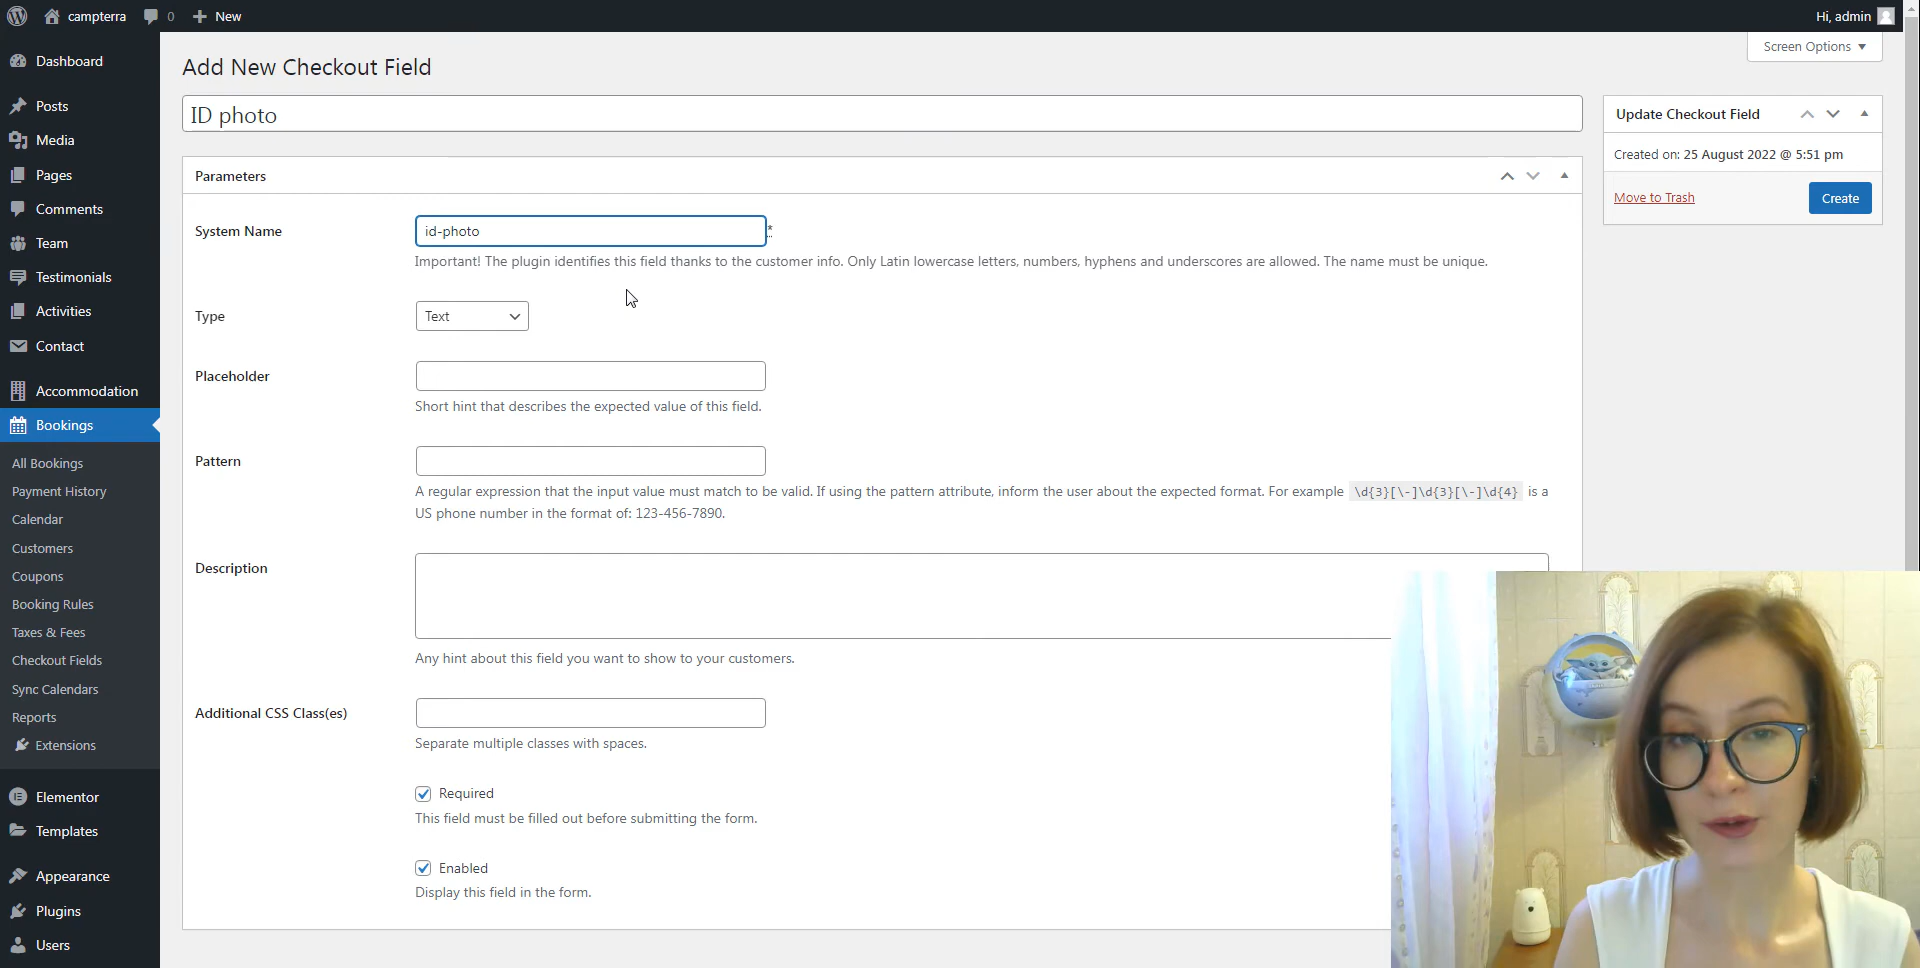 campterra
0
New
Hi, admin
Screen Options
Dashboard
Posts
Media
Pages
Comments
Team
Testimonials
Activities
Contact
Accommodation
Bookings
All Bookings
Payment History
Calendar
Customers
Coupons
Booking Rules
Taxes & Fees
Checkout Fields
Sync Calendars
Reports
Extensions
Elementor
Templates
Appearance
Plugins
Users
Add New Checkout Field
ID photo
Parameters
System Name
id-photo
*
Important! The plugin identifies this field thanks to the customer info. Only Latin lowercase letters, numbers, hyphens and underscores are allowed. The name must be unique.
Type
Text
Placeholder
Short hint that describes the expected value of this field.
Pattern
A regular expression that the input value must match to be valid. If using the pattern attribute, inform the user about the expected format. For example \d{3}[\-]\d{3}[\-]\d{4} is a
US phone number in the format of: 123-456-7890.
Description
Any hint about this field you want to show to your customers.
Additional CSS Class(es)
Separate multiple classes with spaces.
Required
This field must be filled out before submitting the form.
Enabled
Display this field in the form.
Update Checkout Field
Created on: 25 August 2022 @ 5:51 pm
Move to Trash
Create